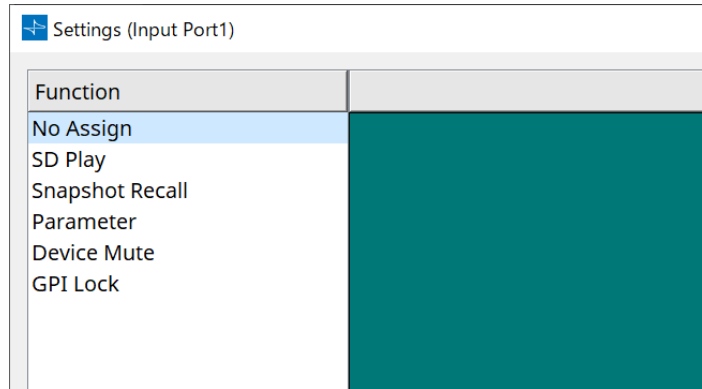 Settings (Input Port1)
Function
No Assign
SD Play
Snapshot Recall
Parameter
Device Mute
GPI Lock